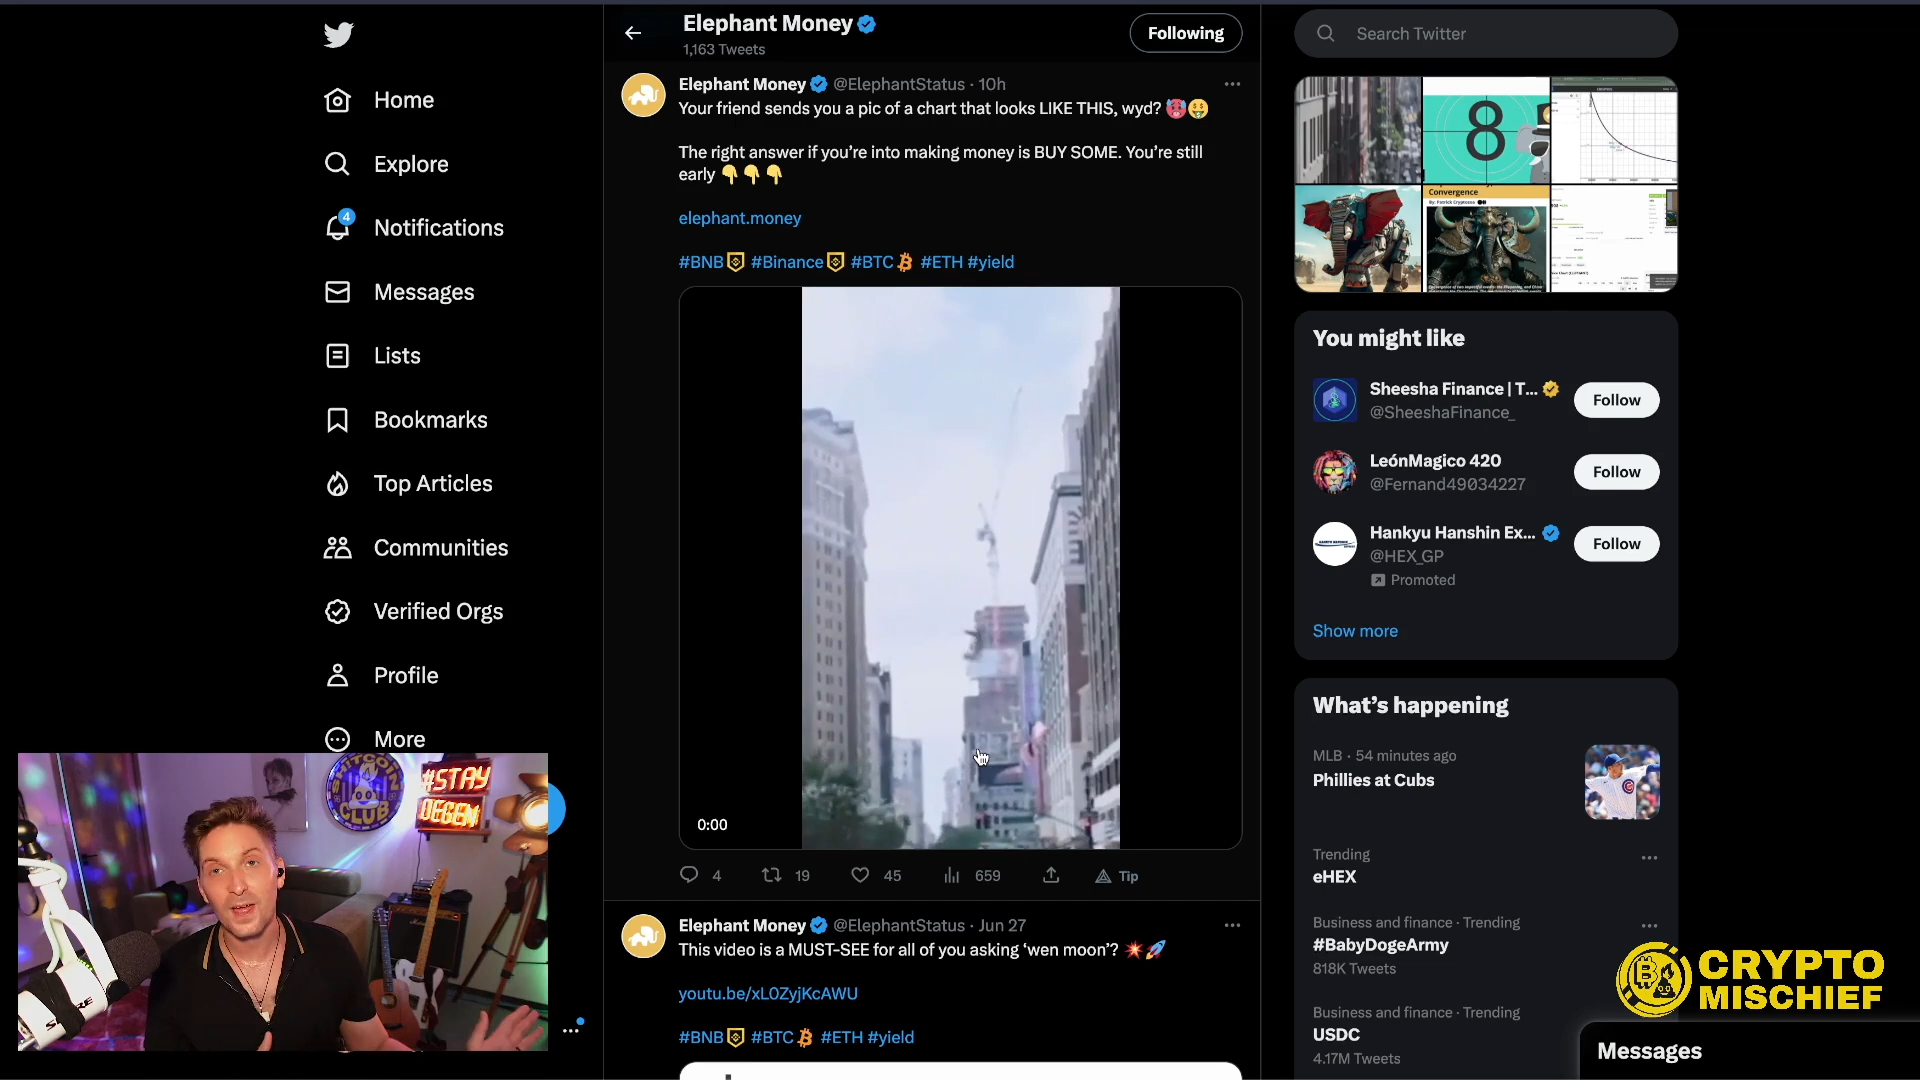 Home
Explore
4
Notifications
Messages
Lists
Bookmarks
Top Articles
Communities
Verified Orgs
Profile
More
SHITCOIN
CLUB
#STAY
DEGEN
SHURE
Elephant Money
1,163 Tweets
Following
Elephant Money @ElephantStatus · 10h
Your friend sends you a pic of a chart that looks LIKE THIS, wyd? 🥵🤑
The right answer if you’re into making money is BUY SOME. You’re still
early 👇👇👇
elephant.money
#BNB #Binance #BTC #ETH #yield
0:00
4 19 45 659 Tip
Elephant Money @ElephantStatus · Jun 27
This video is a MUST-SEE for all of you asking ‘wen moon’? 💥🚀
youtu.be/xL0ZyjKcAWU
#BNB #BTC #ETH #yield
Search Twitter
8
Convergence
You might like
Sheesha Finance | T...
@SheeshaFinance_
Follow
LeónMagico 420
@Fernand49034227
Follow
Hankyu Hanshin Ex...
@HEX_GP
Promoted
Follow
Show more
What’s happening
MLB · 54 minutes ago
Phillies at Cubs
Trending
eHEX
Business and finance · Trending
#BabyDogeArmy
818K Tweets
Business and finance · Trending
USDC
4.17M Tweets
CRYPTO
MISCHIEF
Messages